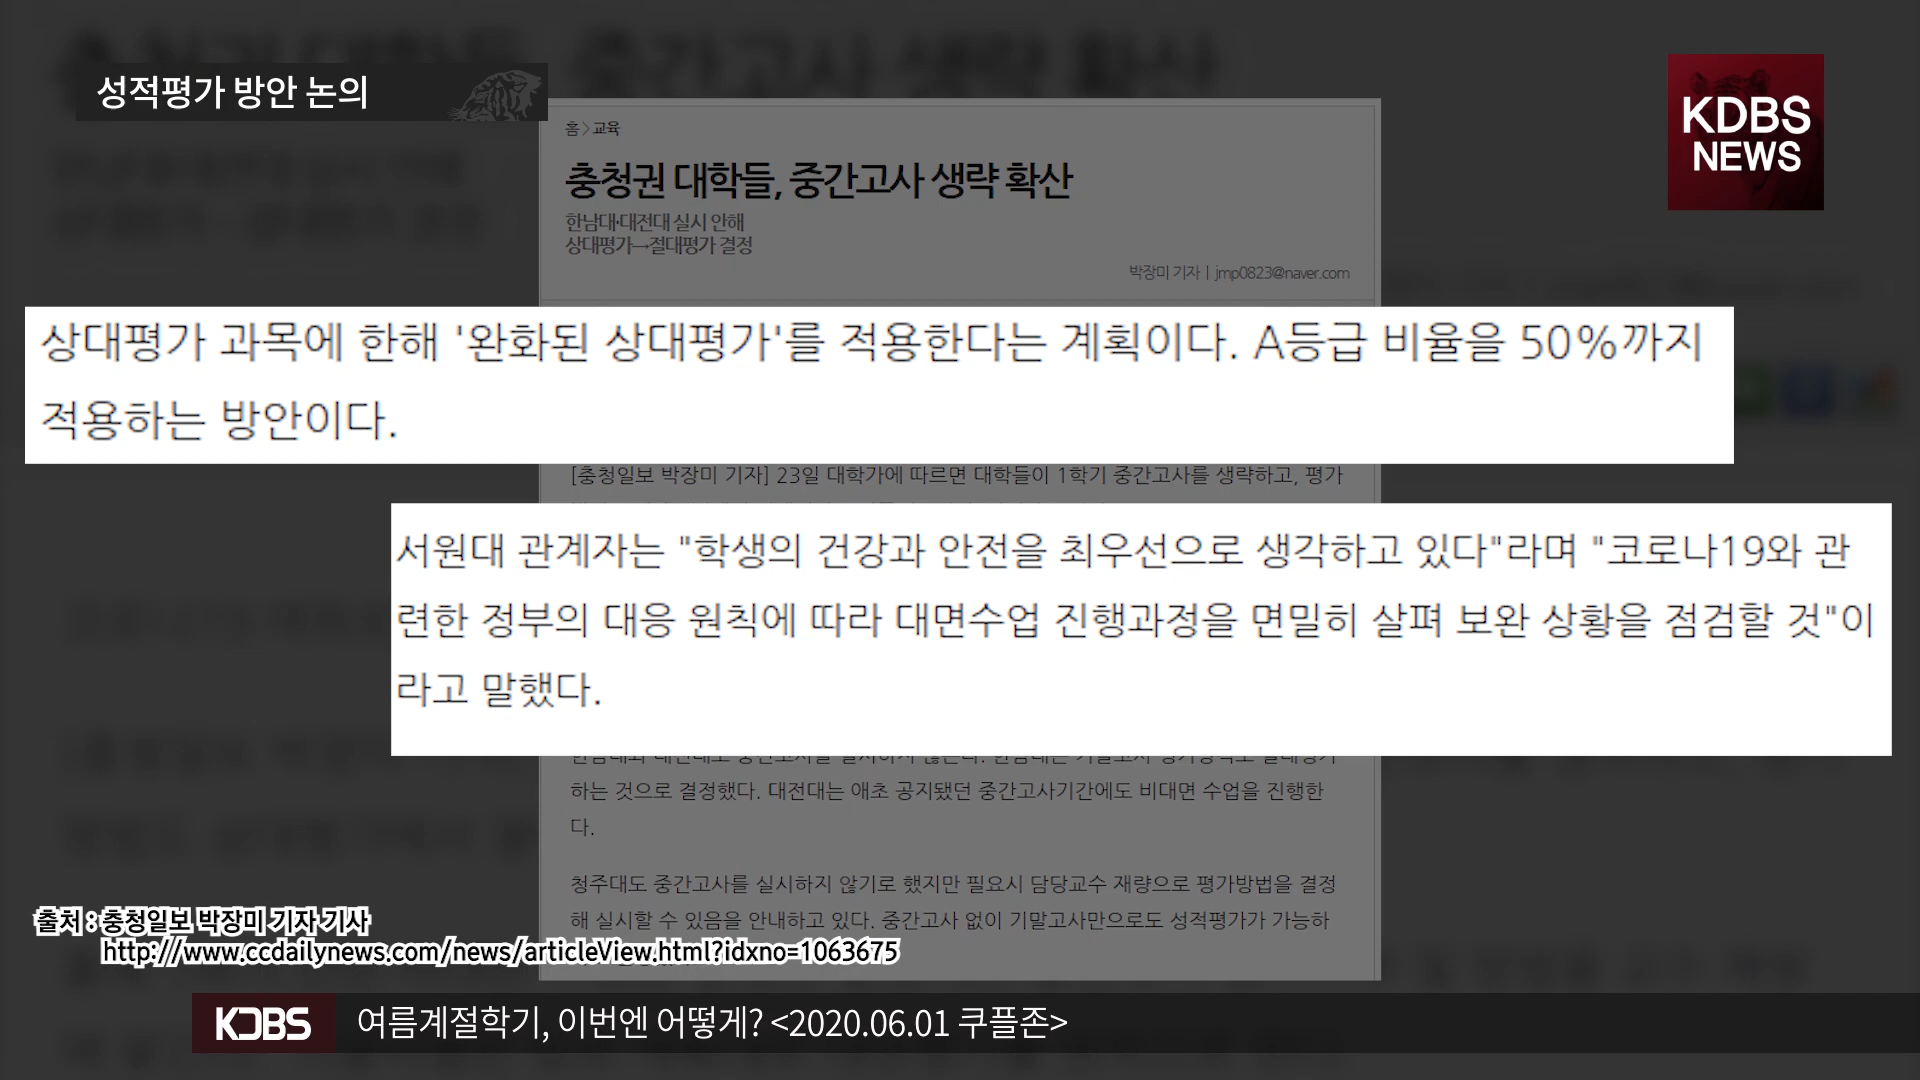 성적평가 방안 논의
KDBS
NEWS
홈 > 교육
충청권 대학들, 중간고사 생략 확산
한남대·대전대 실시 안해
상대평가→절대평가 결정
박장미 기자 | jmp0823@naver.com
상대평가 과목에 한해 '완화된 상대평가'를 적용한다는 계획이다. A등급 비율을 50%까지
적용하는 방안이다.
[충청일보 박장미 기자] 23일 대학가에 따르면 대학들이 1학기 중간고사를 생략하고, 평가
서원대 관계자는 "학생의 건강과 안전을 최우선으로 생각하고 있다"라며 "코로나19와 관
련한 정부의 대응 원칙에 따라 대면수업 진행과정을 면밀히 살펴 보완 상황을 점검할 것"이
라고 말했다.
하는 것으로 결정했다. 대전대는 애초 공지됐던 중간고사기간에도 비대면 수업을 진행한
다.
청주대도 중간고사를 실시하지 않기로 했지만 필요시 담당교수 재량으로 평가방법을 결정
해 실시할 수 있음을 안내하고 있다. 중간고사 없이 기말고사만으로도 성적평가가 가능하
출처 : 충청일보 박장미 기자 기사
http://www.ccdailynews.com/news/articleView.html?idxno=1063675
KDBS 여름계절학기, 이번엔 어떻게? <2020.06.01 쿠플존>